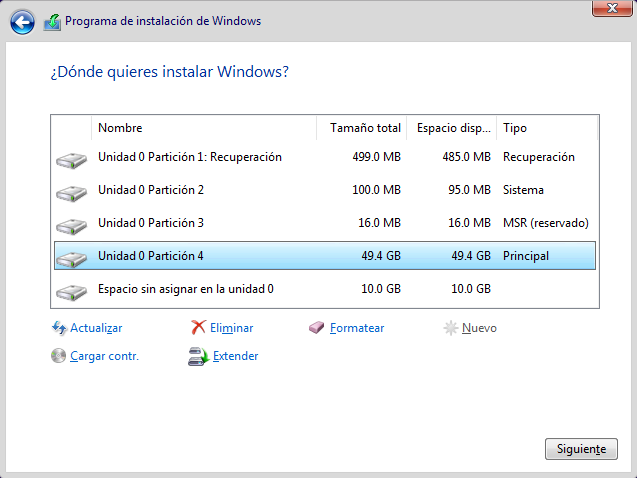 Programa de instalación de Windows
¿Dónde quieres instalar Windows?
Nombre Tamaño total Espacio disp... Tipo
Unidad 0 Partición 1: Recuperación 499.0 MB 485.0 MB Recuperación
Unidad 0 Partición 2 100.0 MB 95.0 MB Sistema
Unidad 0 Partición 3 16.0 MB 16.0 MB MSR (reservado)
Unidad 0 Partición 4 49.4 GB 49.4 GB Principal
Espacio sin asignar en la unidad 0 10.0 GB 10.0 GB
Actualizar Eliminar Formatear Nuevo
Cargar contr. Extender
Siguiente